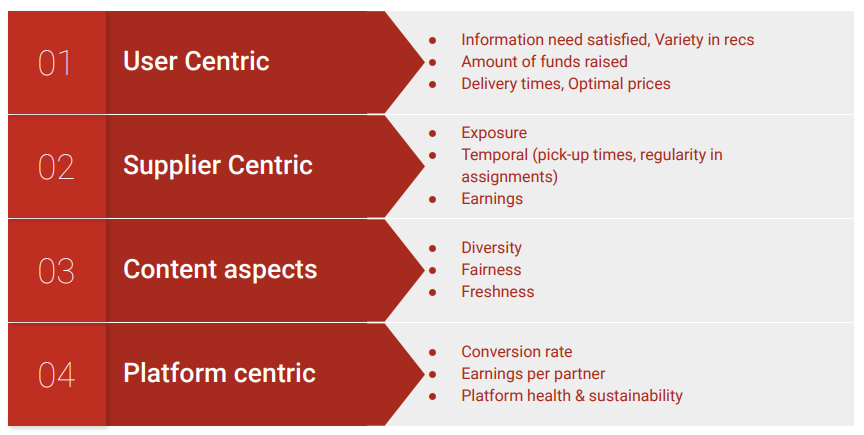 01
User Centric
• Information need satisfied, Variety in recs
• Amount of funds raised
• Delivery times, Optimal prices
02
Supplier Centric
• Exposure
• Temporal (pick-up times, regularity in
assignments)
• Earnings
03
Content aspects
• Diversity
• Fairness
• Freshness
04
Platform centric
• Conversion rate
• Earnings per partner
• Platform health & sustainability